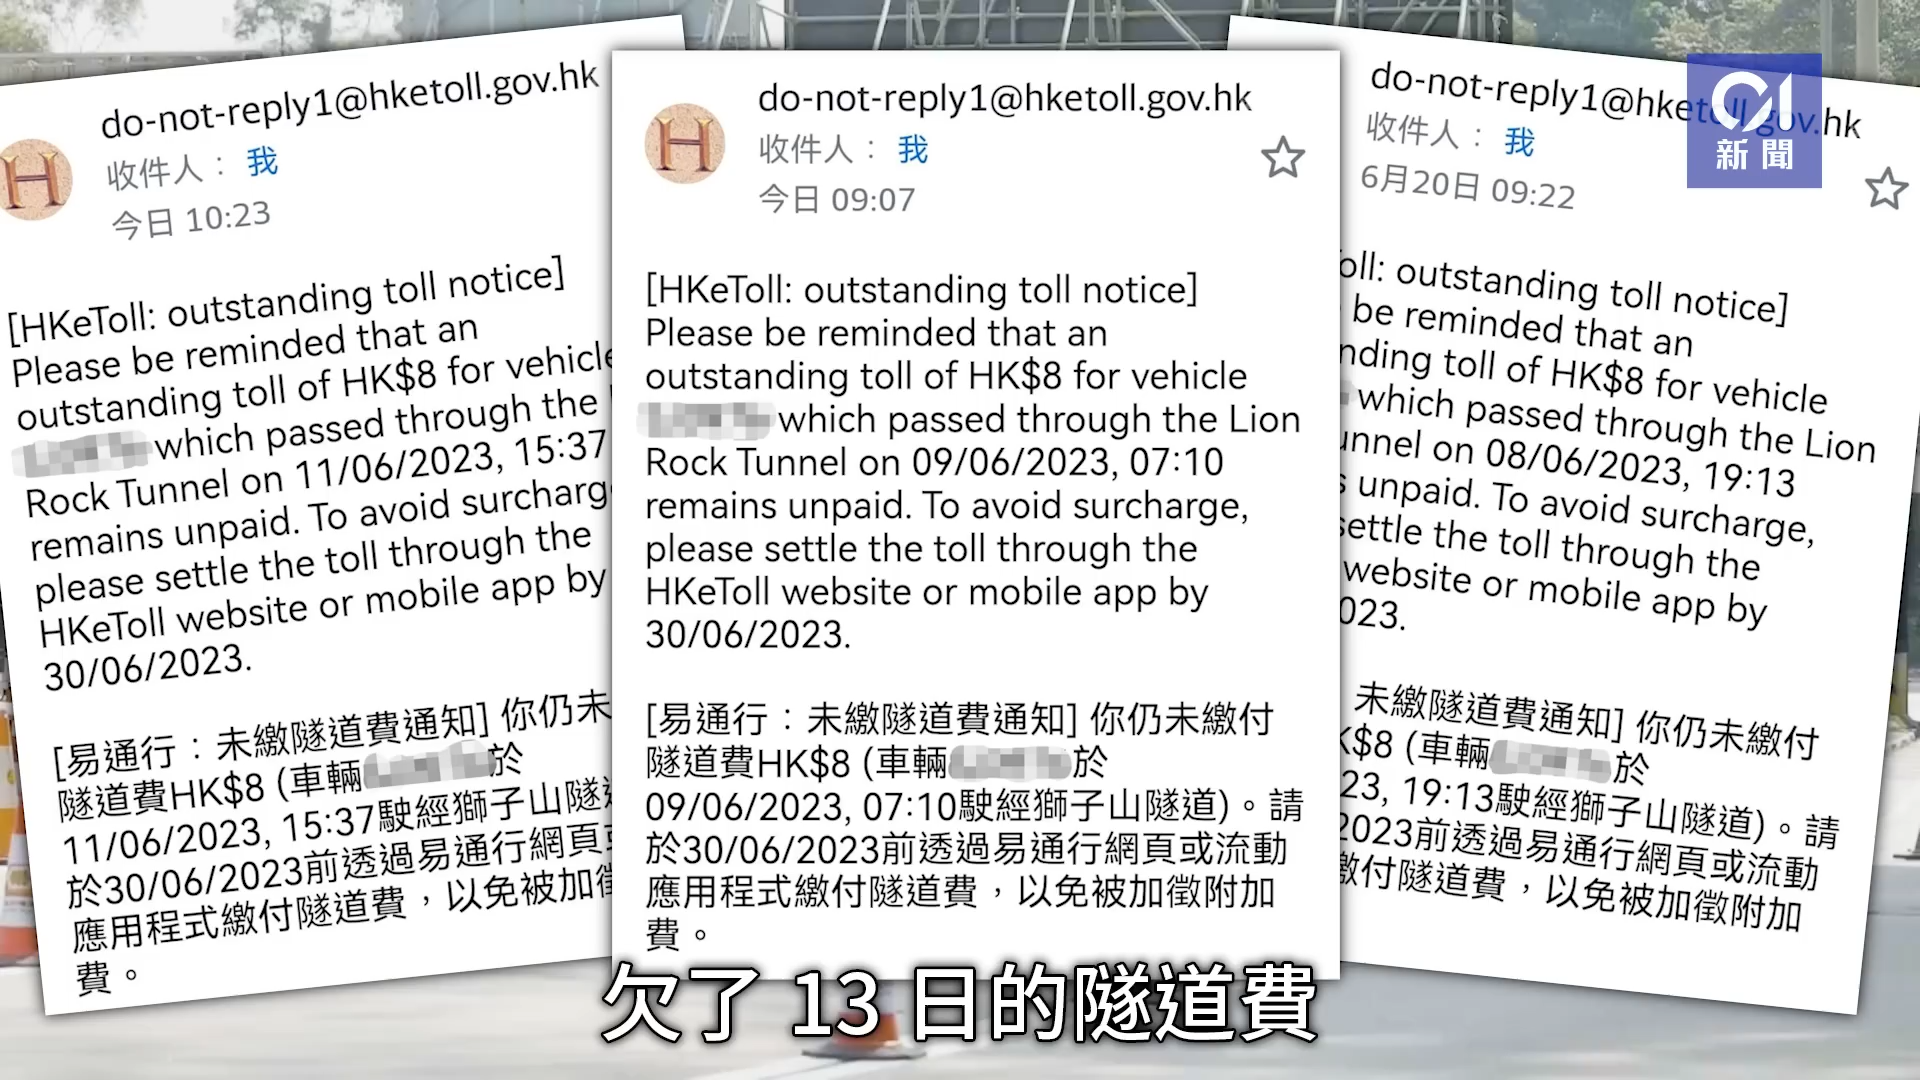 do-not-reply1@hketoll.gov.hk
收件人： 我
今日 10:23
[HKeToll: outstanding toll notice]
Please be reminded that an
outstanding toll of HK$8 for vehicle
which passed through the
Rock Tunnel on 11/06/2023, 15:37
remains unpaid. To avoid surcharg
please settle the toll through the
HKeToll website or mobile app by
30/06/2023.
[易通行：未繳隧道費通知] 你仍未
隧道費HK$8 (車輛 於
11/06/2023, 15:37駛經獅子山隧
於30/06/2023前透過易通行網頁
應用程式繳付隧道費，以免被加
費。
do-not-reply1@hketoll.gov.hk
收件人： 我
今日 09:07
[HKeToll: outstanding toll notice]
Please be reminded that an
outstanding toll of HK$8 for vehicle
which passed through the Lion
Rock Tunnel on 09/06/2023, 07:10
remains unpaid. To avoid surcharge,
please settle the toll through the
HKeToll website or mobile app by
30/06/2023.
[易通行：未繳隧道費通知] 你仍未繳付
隧道費HK$8 (車輛 於
09/06/2023, 07:10駛經獅子山隧道)。請
於30/06/2023前透過易通行網頁或流動
應用程式繳付隧道費，以免被加徵附加
費。
do-not-reply1@hketoll.gov.hk
收件人： 我
6月20日 09:22
oll: outstanding toll notice]
be reminded that an
nding toll of HK$8 for vehicle
which passed through the Lion
unnel on 08/06/2023, 19:13
s unpaid. To avoid surcharge,
settle the toll through the
website or mobile app by
023.
未繳隧道費通知] 你仍未繳付
K$8 (車輛 於
23, 19:13駛經獅子山隧道)。請
2023前透過易通行網頁或流動
繳付隧道費，以免被加徵附加
01
新聞
欠了 13 日的隧道費